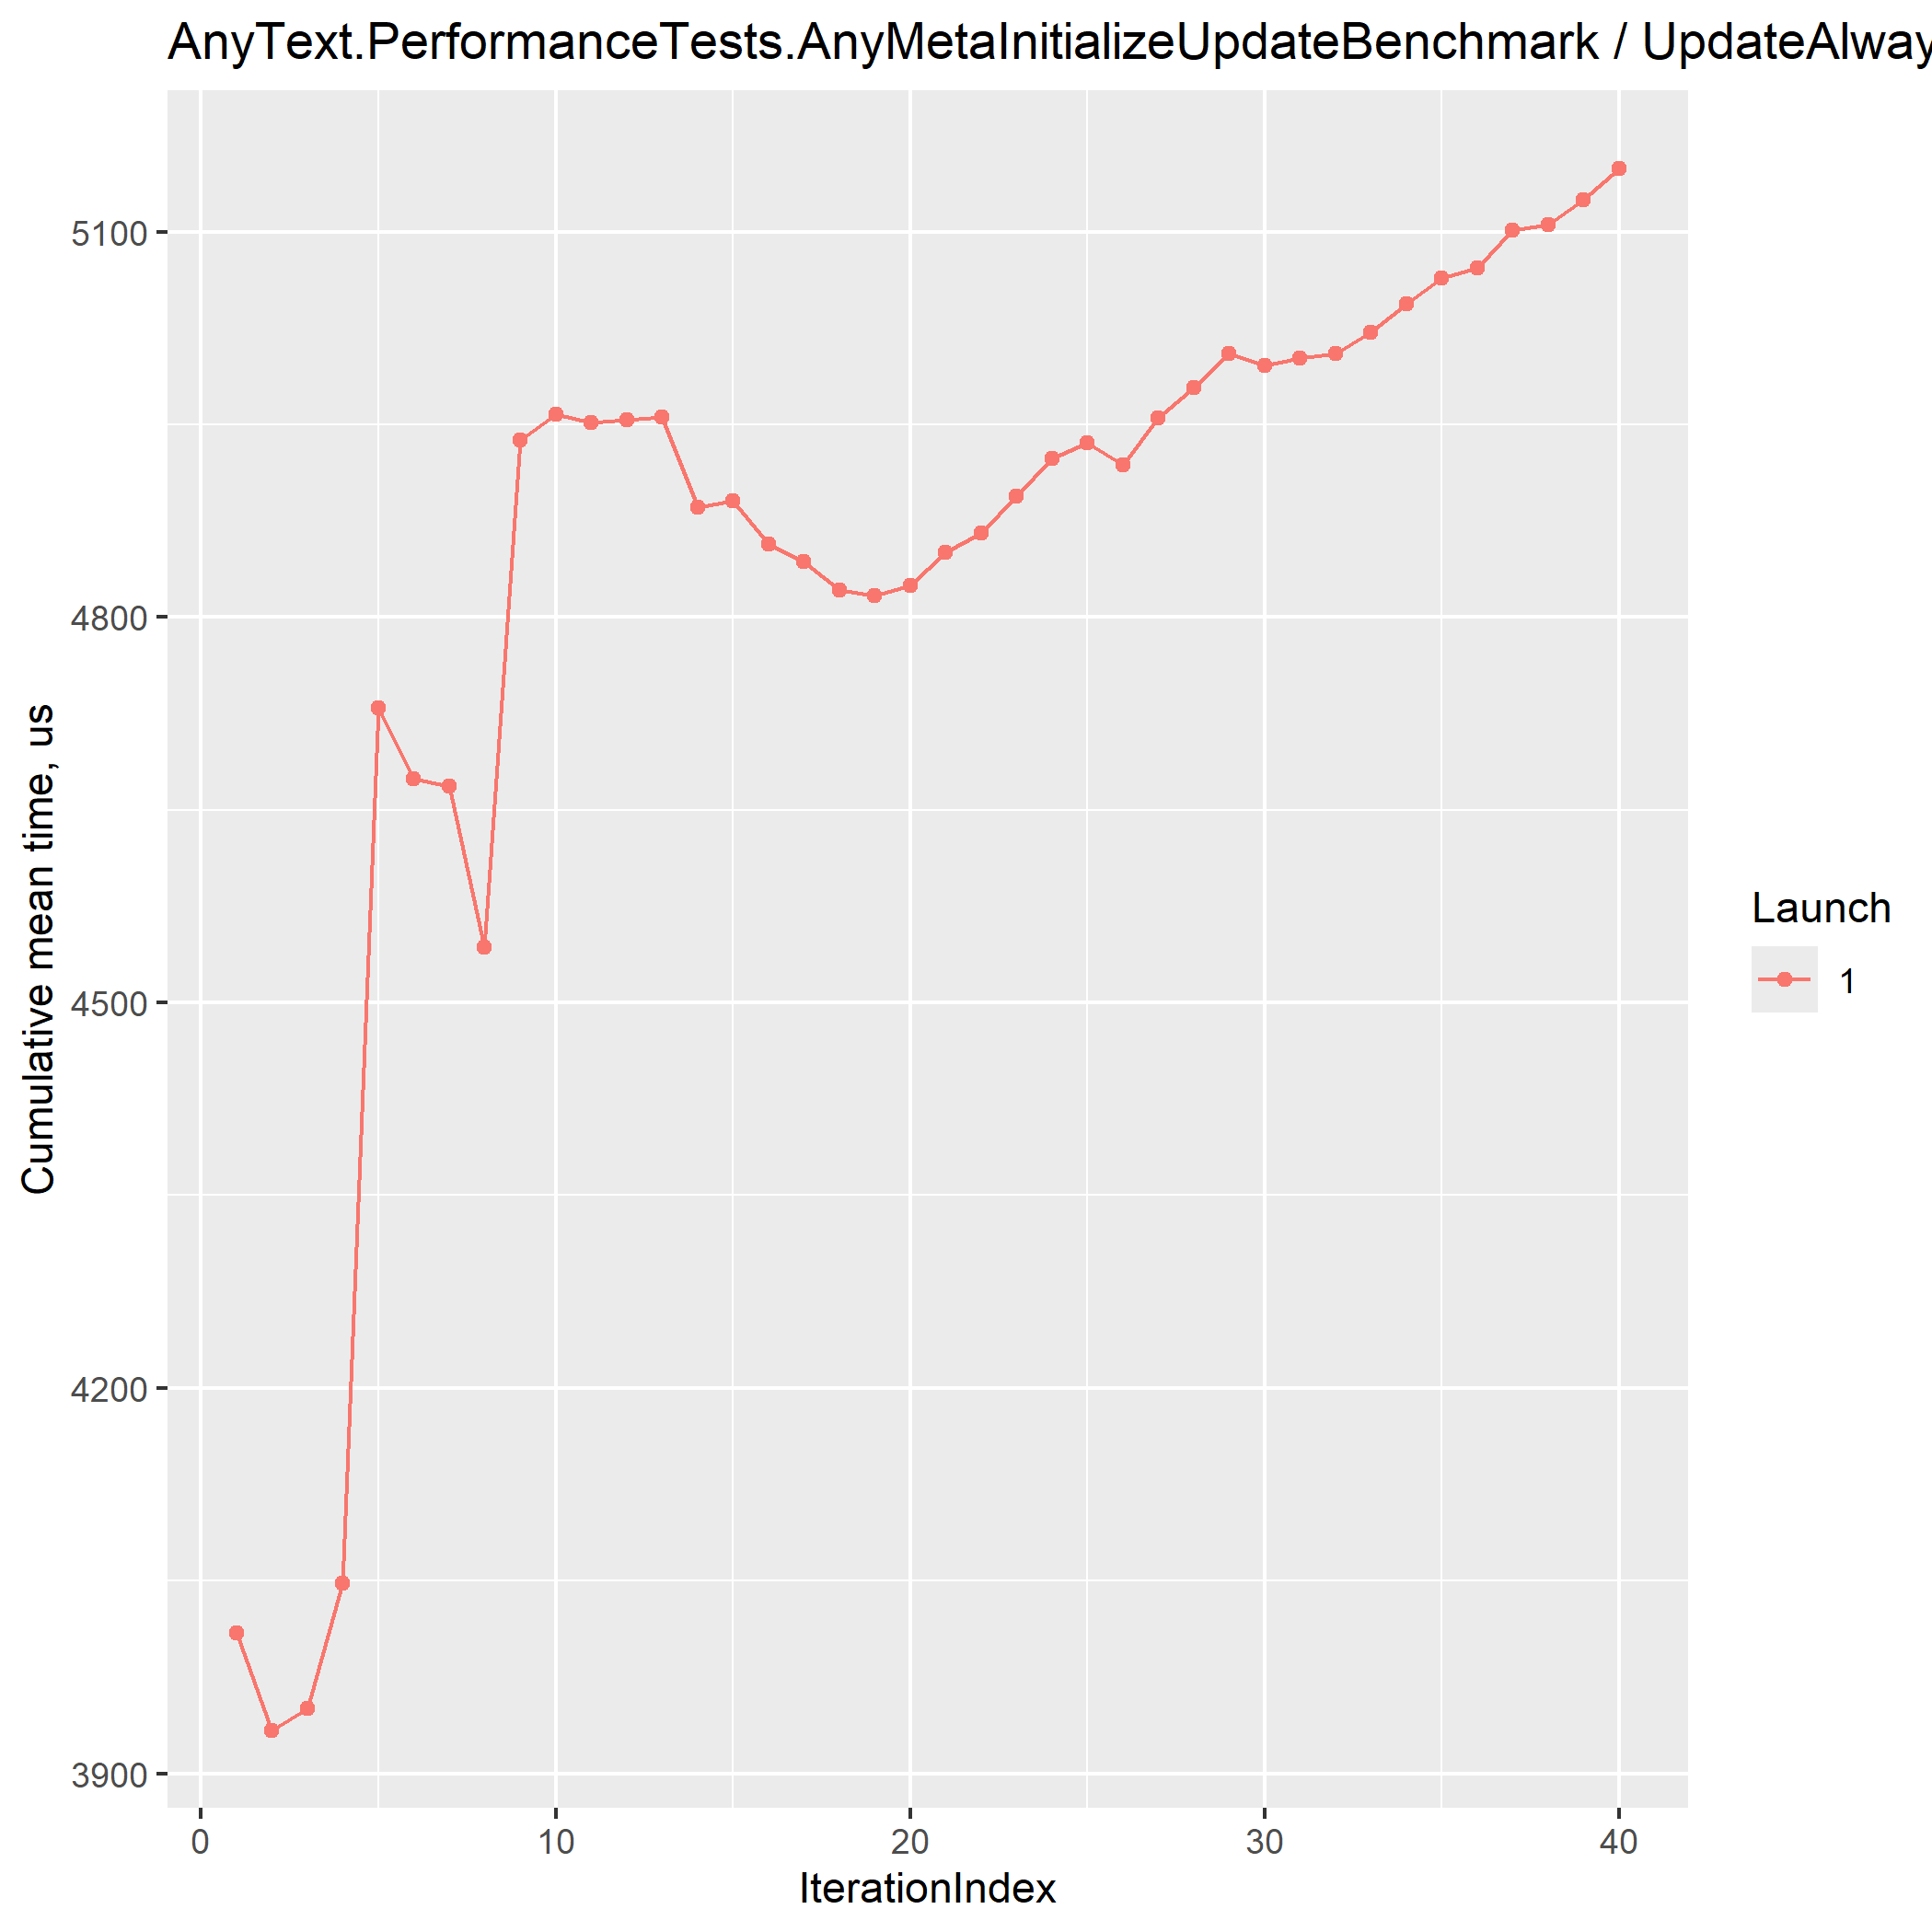 AnyText.PerformanceTests.AnyMetaInitializeUpdateBenchmark / UpdateAlway
Cumulative mean time, us
5100
4800
4500
4200
3900
0 10 20 30 40
IterationIndex
Launch
1